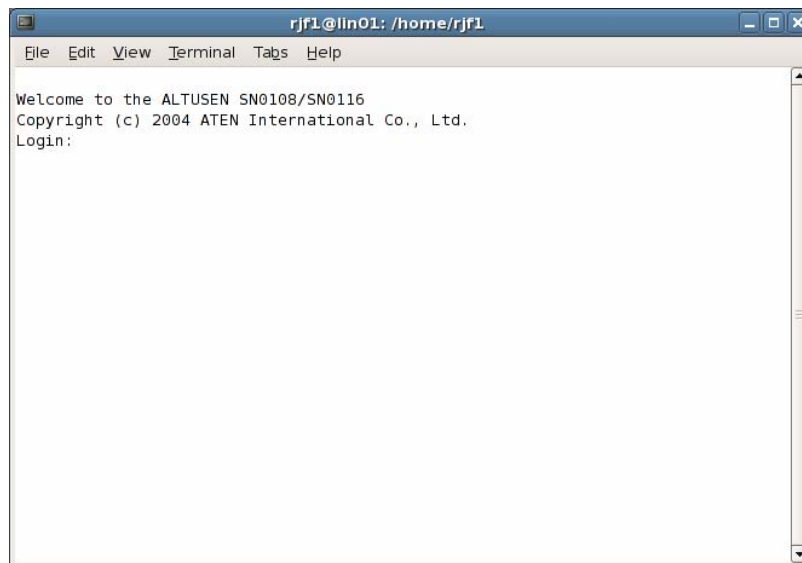 rjf1@lin01: /home/rjf1
File Edit View Terminal Tabs Help
Welcome to the ALTUSEN SN0108/SN0116
Copyright (c) 2004 ATEN International Co., Ltd.
Login: